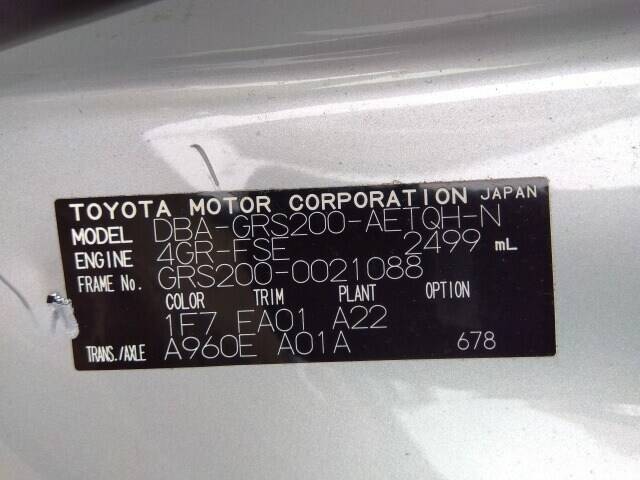 TOYOTA MOTOR CORPORATION JAPAN
MODEL DBA-GRS200-AETQH-N
ENGINE 4GR-FSE 2499 mL
FRAME No. GRS200-0021088
COLOR TRIM PLANT OPTION
1F7 FA01 A22
TRANS./AXLE A960E A01A 678